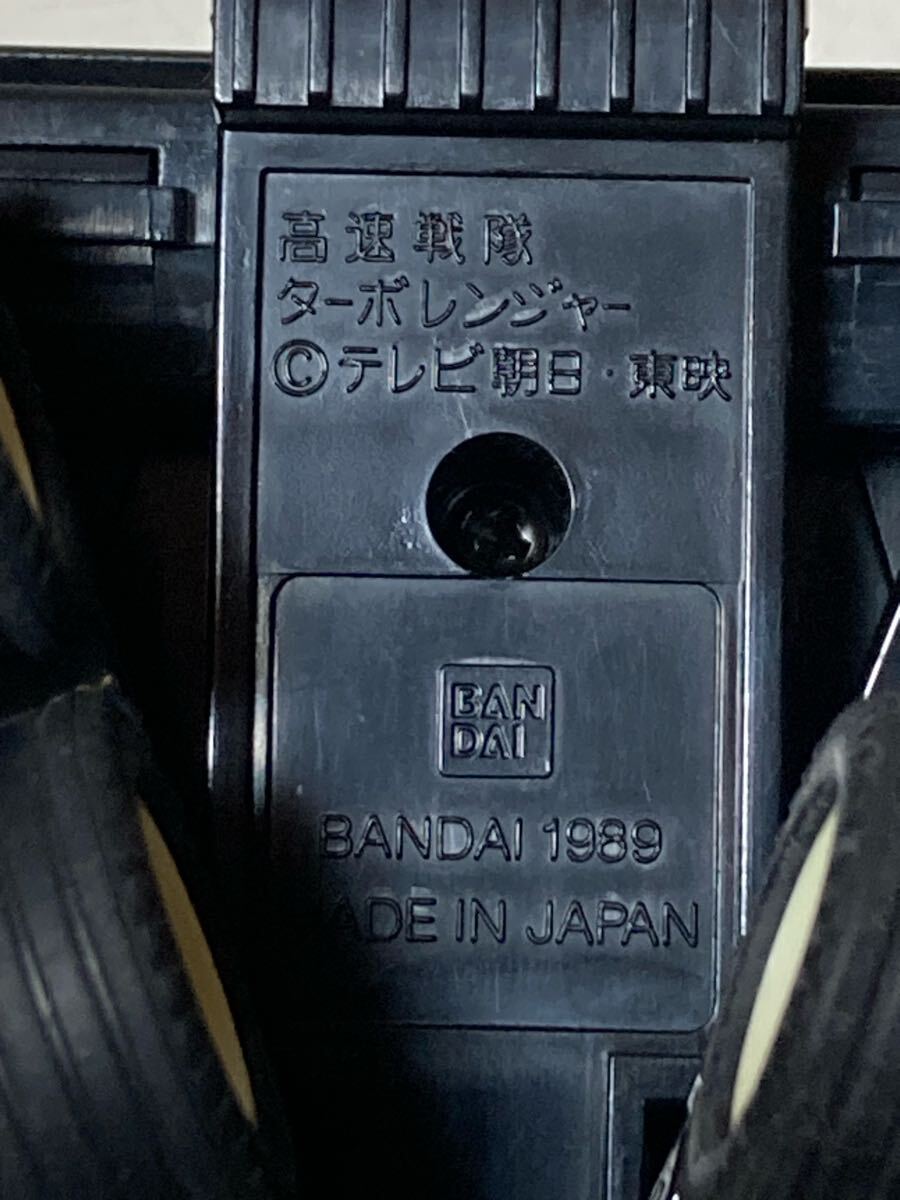 高速戦隊
ターボレンジャー
©テレビ朝日・東映
BAN
DAI
BANDAI 1989
MADE IN JAPAN